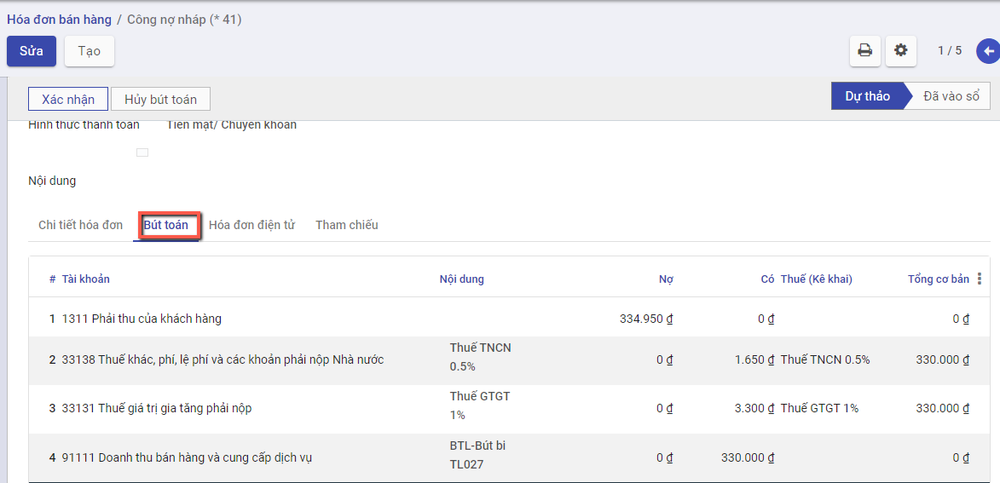 Hóa đơn bán hàng / Công nợ nháp (* 41)
Sửa Tạo 1 / 5
Xác nhận Hủy bút toán Dự thảo Đã vào sổ
Hình thức thanh toán Tiền mặt/ Chuyển khoản
Nội dung
Chi tiết hóa đơn Bút toán Hóa đơn điện tử Tham chiếu
# Tài khoản Nội dung Nợ Có Thuế (Kê khai) Tổng cơ bản
1 1311 Phải thu của khách hàng 334.950 ₫ 0 ₫ 0 ₫
2 33138 Thuế khác, phí, lệ phí và các khoản phải nộp Nhà nước Thuế TNCN 0.5% 0 ₫ 1.650 ₫ Thuế TNCN 0.5% 330.000 ₫
3 33131 Thuế giá trị gia tăng phải nộp Thuế GTGT 1% 0 ₫ 3.300 ₫ Thuế GTGT 1% 330.000 ₫
4 91111 Doanh thu bán hàng và cung cấp dịch vụ BTL-Bút bi TL027 0 ₫ 330.000 ₫ 0 ₫